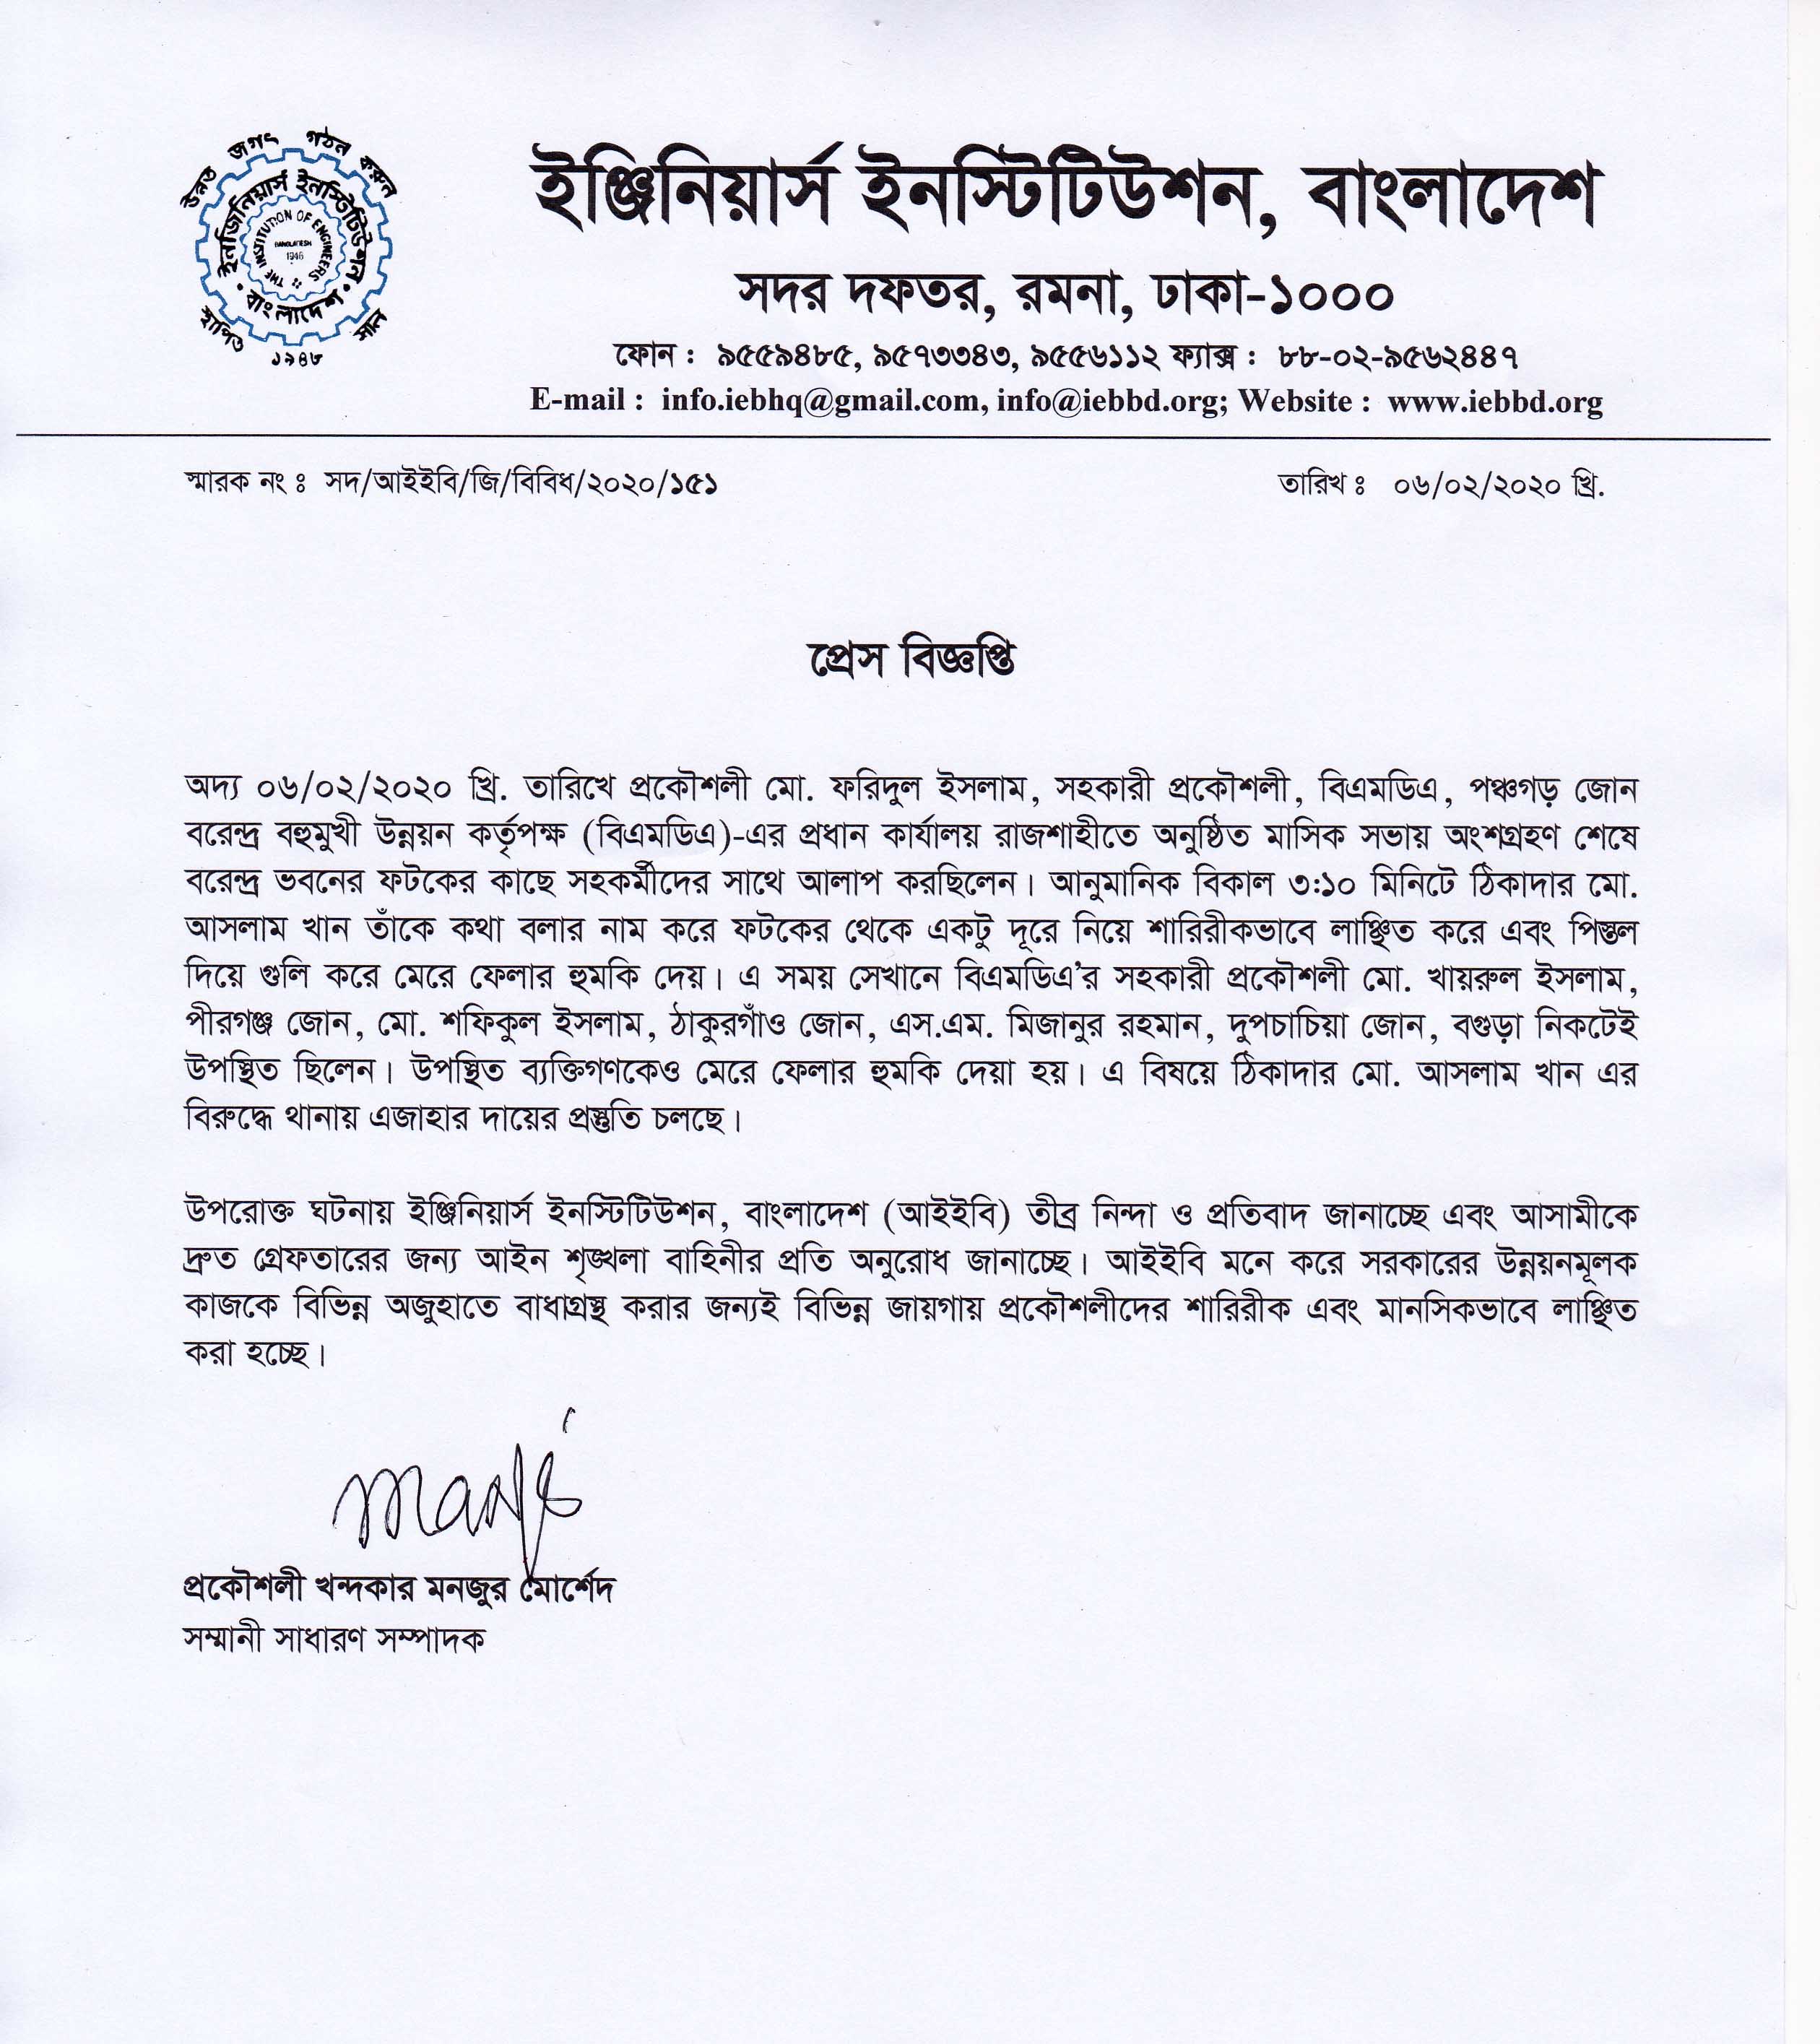 উন্নত জগৎ গঠন করুন
ইনজিনিয়ার্স ইনস্টিটিউশন
THE INSTITUTION OF ENGINEERS
BANGLADESH
1948
বাংলাদেশ
স্থাপিত ১৯৪৮ সাল
ইঞ্জিনিয়ার্স ইনস্টিটিউশন, বাংলাদেশ
সদর দফতর, রমনা, ঢাকা-১০০০
ফোন : ৯৫৫৯৪৮৫, ৯৫৭৩৩৪৩, ৯৫৫৬১১২ ফ্যাক্স : ৮৮-০২-৯৫৬২৪৪৭
E-mail : info.iebhq@gmail.com, info@iebbd.org; Website : www.iebbd.org
স্মারক নং ঃ সদ/আইইবি/জি/বিবিধ/২০২০/১৫১
তারিখ ঃ ০৬/০২/২০২০ খ্রি.
প্রেস বিজ্ঞপ্তি
অদ্য ০৬/০২/২০২০ খ্রি. তারিখে প্রকৌশলী মো. ফরিদুল ইসলাম, সহকারী প্রকৌশলী, বিএমডিএ, পঞ্চগড় জোন
বরেন্দ্র বহুমুখী উন্নয়ন কর্তৃপক্ষ (বিএমডিএ)-এর প্রধান কার্যালয় রাজশাহীতে অনুষ্ঠিত মাসিক সভায় অংশগ্রহণ শেষে
বরেন্দ্র ভবনের ফটকের কাছে সহকর্মীদের সাথে আলাপ করছিলেন। আনুমানিক বিকাল ৩:১০ মিনিটে ঠিকাদার মো.
আসলাম খান তাঁকে কথা বলার নাম করে ফটকের থেকে একটু দূরে নিয়ে শারিরীকভাবে লাঞ্ছিত করে এবং পিস্তল
দিয়ে গুলি করে মেরে ফেলার হুমকি দেয়। এ সময় সেখানে বিএমডিএ'র সহকারী প্রকৌশলী মো. খায়রুল ইসলাম,
পীরগঞ্জ জোন, মো. শফিকুল ইসলাম, ঠাকুরগাঁও জোন, এস.এম. মিজানুর রহমান, দুপচাচিয়া জোন, বগুড়া নিকটেই
উপস্থিত ছিলেন। উপস্থিত ব্যক্তিগণকেও মেরে ফেলার হুমকি দেয়া হয়। এ বিষয়ে ঠিকাদার মো. আসলাম খান এর
বিরুদ্ধে থানায় এজাহার দায়ের প্রস্তুতি চলছে।
উপরোক্ত ঘটনায় ইঞ্জিনিয়ার্স ইনস্টিটিউশন, বাংলাদেশ (আইইবি) তীব্র নিন্দা ও প্রতিবাদ জানাচ্ছে এবং আসামীকে
দ্রুত গ্রেফতারের জন্য আইন শৃঙ্খলা বাহিনীর প্রতি অনুরোধ জানাচ্ছে। আইইবি মনে করে সরকারের উন্নয়নমূলক
কাজকে বিভিন্ন অজুহাতে বাধাগ্রস্থ করার জন্যই বিভিন্ন জায়গায় প্রকৌশলীদের শারিরীক এবং মানসিকভাবে লাঞ্ছিত
করা হচ্ছে।
প্রকৌশলী খন্দকার মনজুর মোর্শেদ
সম্মানী সাধারণ সম্পাদক